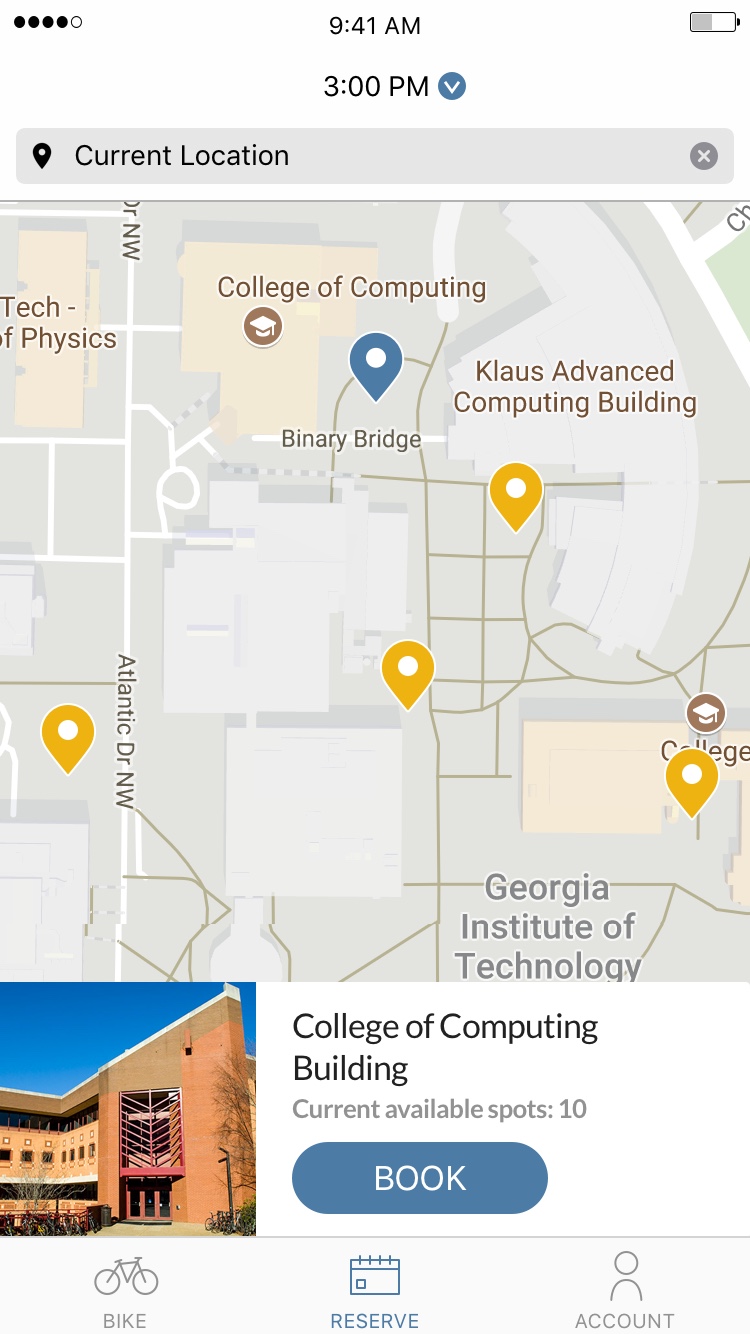 9:41 AM
3:00 PM
Current Location
Dr NW
Ch
College of Computing
Tech -
of Physics
Klaus Advanced
Computing Building
Binary Bridge
Atlantic Dr NW
College
Georgia
Institute of
Technology
College of Computing
Building
Current available spots: 10
BOOK
BIKE
RESERVE
ACCOUNT